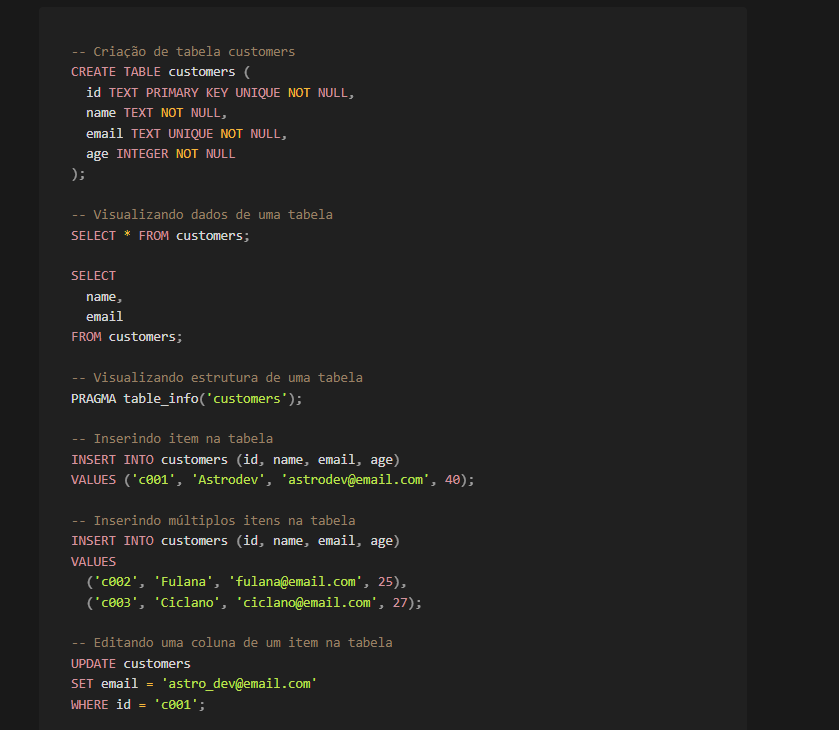 -- Criação de tabela customers
CREATE TABLE customers (
  id TEXT PRIMARY KEY UNIQUE NOT NULL,
  name TEXT NOT NULL,
  email TEXT UNIQUE NOT NULL,
  age INTEGER NOT NULL
);

-- Visualizando dados de uma tabela
SELECT * FROM customers;

SELECT
  name,
  email
FROM customers;

-- Visualizando estrutura de uma tabela
PRAGMA table_info('customers');

-- Inserindo item na tabela
INSERT INTO customers (id, name, email, age)
VALUES ('c001', 'Astrodev', 'astrodev@email.com', 40);

-- Inserindo múltiplos itens na tabela
INSERT INTO customers (id, name, email, age)
VALUES
  ('c002', 'Fulana', 'fulana@email.com', 25),
  ('c003', 'Ciclano', 'ciclano@email.com', 27);

-- Editando uma coluna de um item na tabela
UPDATE customers
SET email = 'astro_dev@email.com'
WHERE id = 'c001';